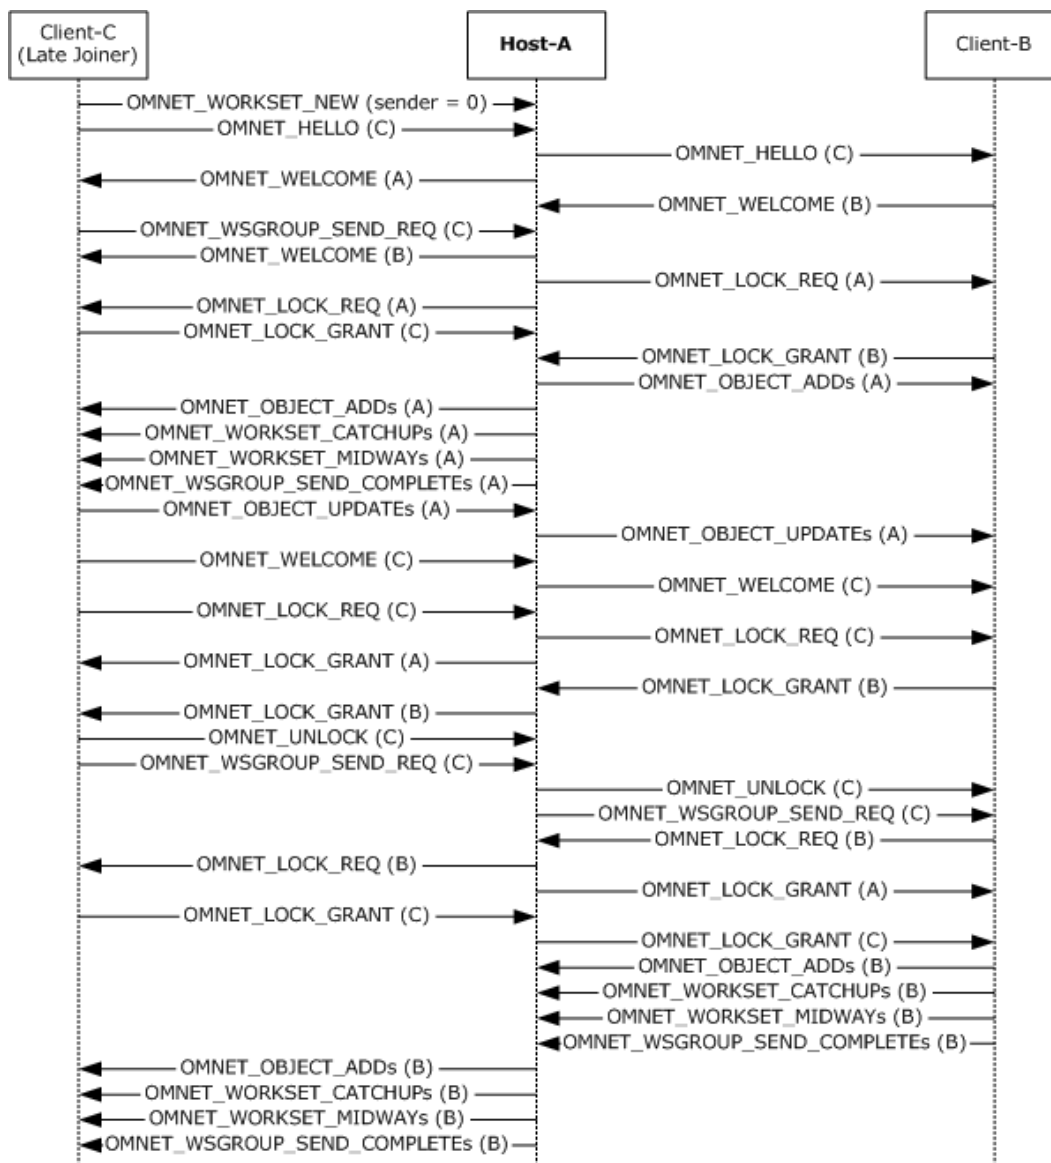 Client-C
(Late Joiner)
Host-A
Client-B
OMNET_WORKSET_NEW (sender = 0)
OMNET_HELLO (C)
OMNET_HELLO (C)
OMNET_WELCOME (A)
OMNET_WELCOME (B)
OMNET_WSGROUP_SEND_REQ (C)
OMNET_WELCOME (B)
OMNET_LOCK_REQ (A)
OMNET_LOCK_REQ (A)
OMNET_LOCK_GRANT (C)
OMNET_LOCK_GRANT (B)
OMNET_OBJECT_ADDs (A)
OMNET_OBJECT_ADDs (A)
OMNET_WORKSET_CATCHUPs (A)
OMNET_WORKSET_MIDWAYs (A)
OMNET_WSGROUP_SEND_COMPLETEs (A)
OMNET_OBJECT_UPDATEs (A)
OMNET_OBJECT_UPDATEs (A)
OMNET_WELCOME (C)
OMNET_WELCOME (C)
OMNET_LOCK_REQ (C)
OMNET_LOCK_REQ (C)
OMNET_LOCK_GRANT (A)
OMNET_LOCK_GRANT (B)
OMNET_LOCK_GRANT (B)
OMNET_UNLOCK (C)
OMNET_WSGROUP_SEND_REQ (C)
OMNET_UNLOCK (C)
OMNET_WSGROUP_SEND_REQ (C)
OMNET_LOCK_REQ (B)
OMNET_LOCK_REQ (B)
OMNET_LOCK_GRANT (A)
OMNET_LOCK_GRANT (C)
OMNET_LOCK_GRANT (C)
OMNET_OBJECT_ADDs (B)
OMNET_WORKSET_CATCHUPs (B)
OMNET_WORKSET_MIDWAYs (B)
OMNET_WSGROUP_SEND_COMPLETEs (B)
OMNET_OBJECT_ADDs (B)
OMNET_WORKSET_CATCHUPs (B)
OMNET_WORKSET_MIDWAYs (B)
OMNET_WSGROUP_SEND_COMPLETEs (B)